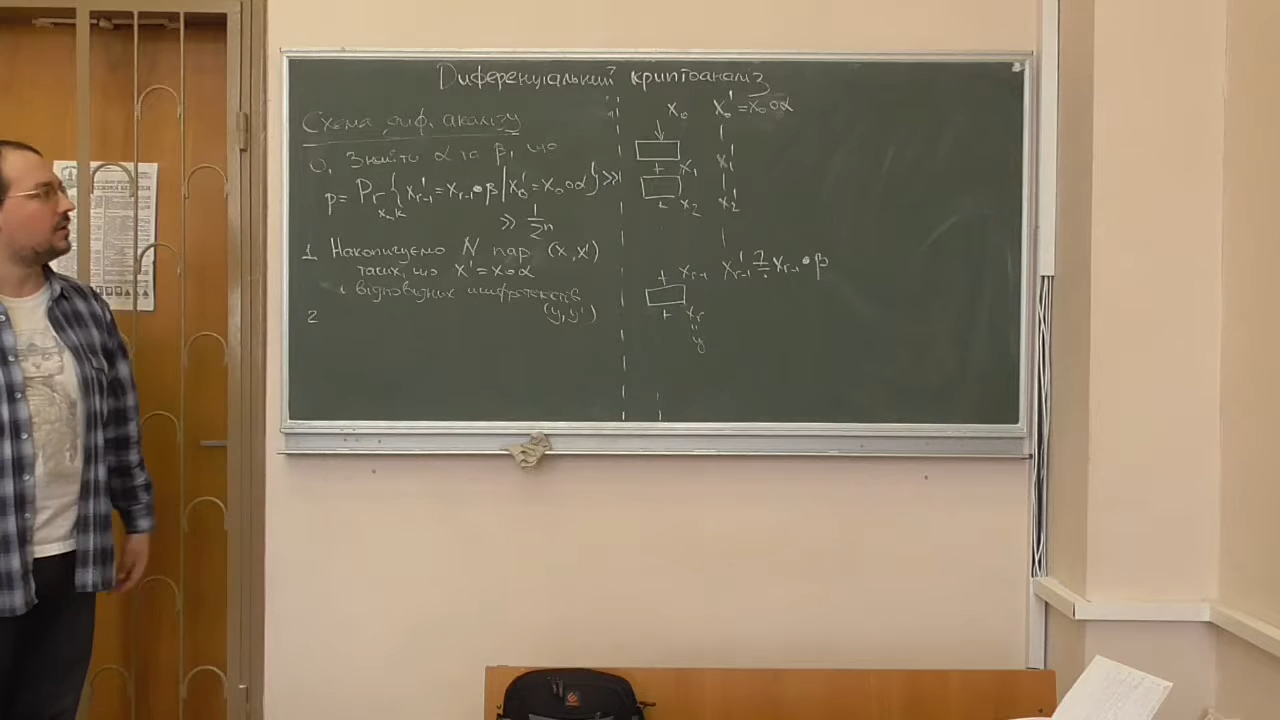 Диференціальний криптоаналіз
Схема диф. аналізу
0, Знайти α та β, що
p = Pr {x'ᵣ₋₁ = xᵣ₋₁ • β | x'₀ = x₀ ∘ α} >>
x₀, k
>> 1/2ⁿ
1 Накопичуємо N пар (x, x')
таких, що x' = x ∘ α
і відповідних шифротекстів
(y, y')
2
x₀ x'₀ = x₀ ∘ α
x₁ x'₁
x₂ x'₂
xᵣ₋₁ x'ᵣ₋₁ ?= xᵣ₋₁ • β
xᵣ
"
y